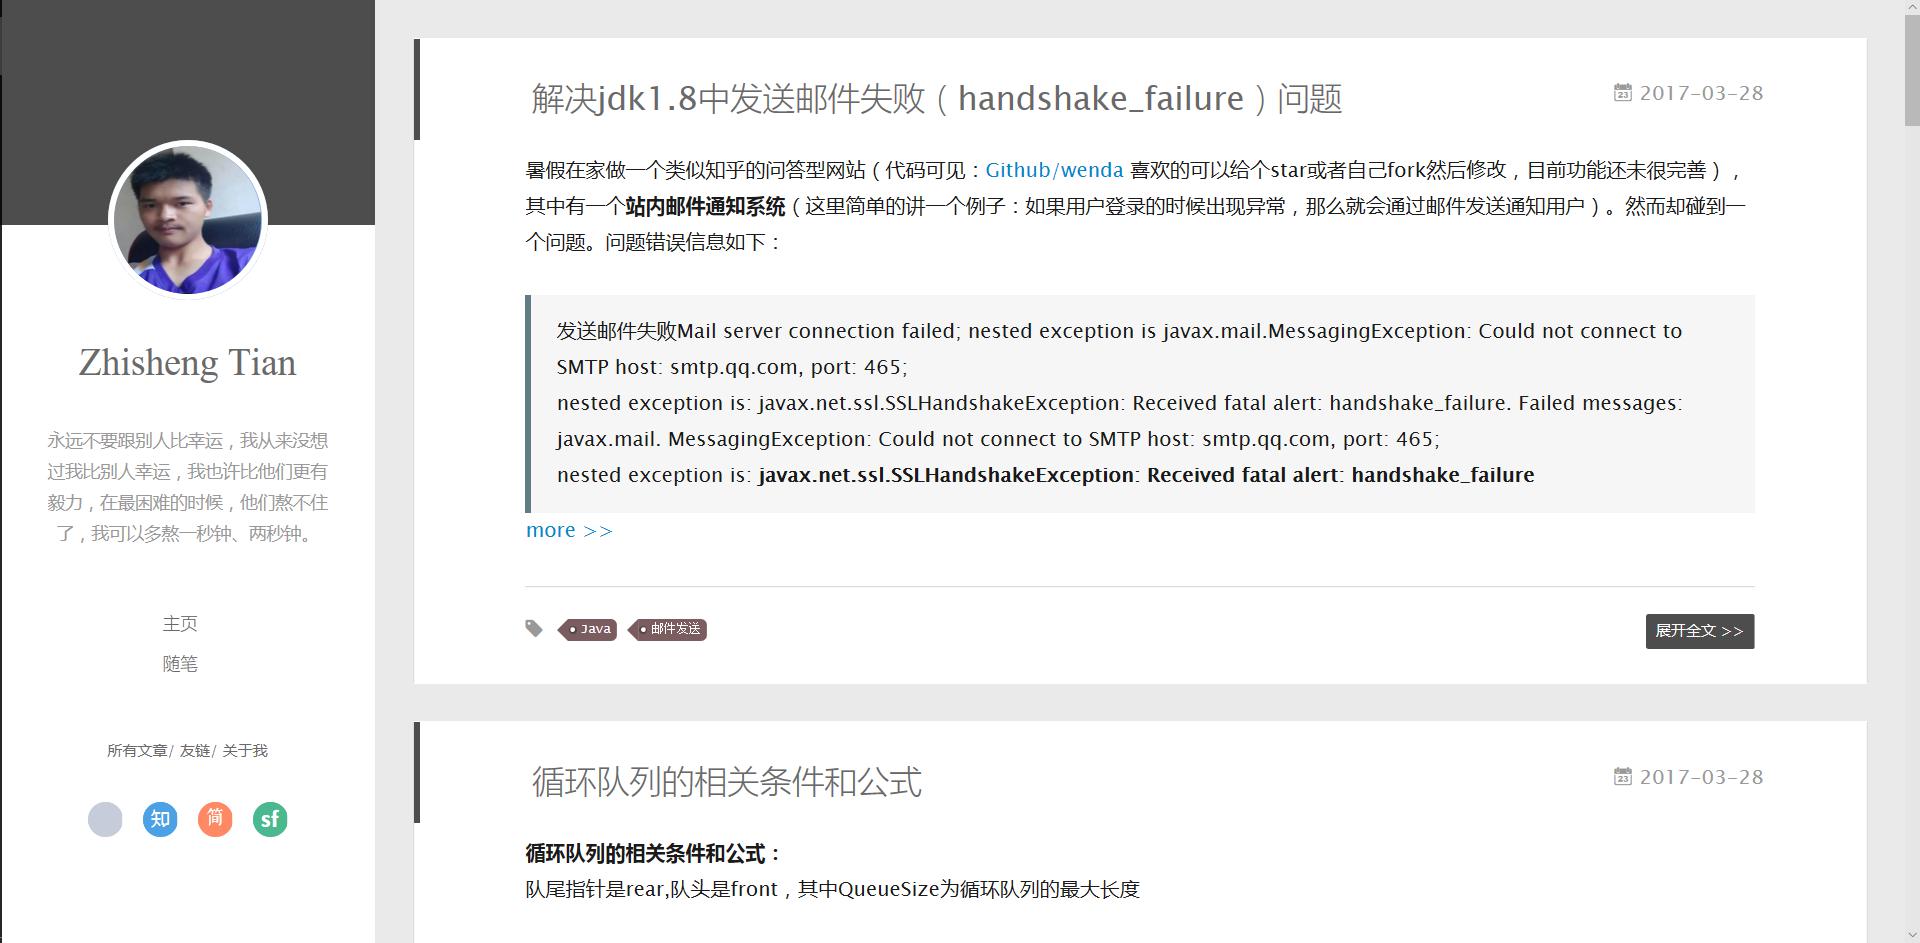 Zhisheng Tian
永远不要跟别人比幸运，我从来没想
过我比别人幸运，我也许比他们更有
毅力，在最困难的时候，他们熬不住
了，我可以多熬一秒钟、两秒钟。
主页
随笔
所有文章/ 友链/ 关于我
知 简 sf
解决jdk1.8中发送邮件失败（handshake_failure）问题
2017-03-28
暑假在家做一个类似知乎的问答型网站（代码可见：Github/wenda 喜欢的可以给个star或者自己fork然后修改，目前功能还未很完善），
其中有一个站内邮件通知系统（这里简单的讲一个例子：如果用户登录的时候出现异常，那么就会通过邮件发送通知用户）。然而却碰到一
个问题。问题错误信息如下：
发送邮件失败Mail server connection failed; nested exception is javax.mail.MessagingException: Could not connect to
SMTP host: smtp.qq.com, port: 465;
nested exception is: javax.net.ssl.SSLHandshakeException: Received fatal alert: handshake_failure. Failed messages:
javax.mail. MessagingException: Could not connect to SMTP host: smtp.qq.com, port: 465;
nested exception is: javax.net.ssl.SSLHandshakeException: Received fatal alert: handshake_failure
more >>
Java 邮件发送
展开全文 >>
循环队列的相关条件和公式
2017-03-28
循环队列的相关条件和公式：
队尾指针是rear,队头是front，其中QueueSize为循环队列的最大长度